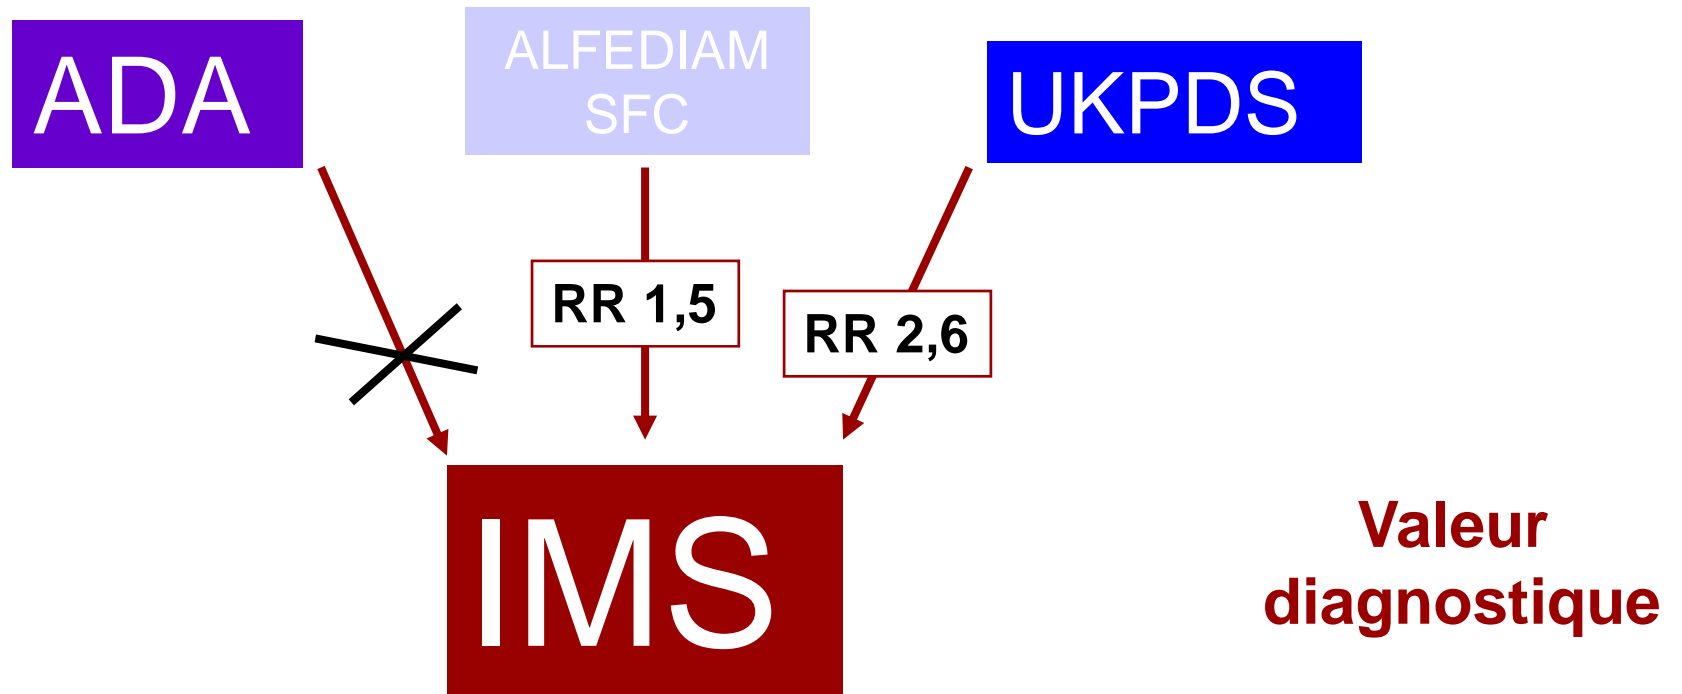 ADA
ALFEDIAM
SFC
UKPDS
RR 1,5
RR 2,6
IMS
Valeur
diagnostique